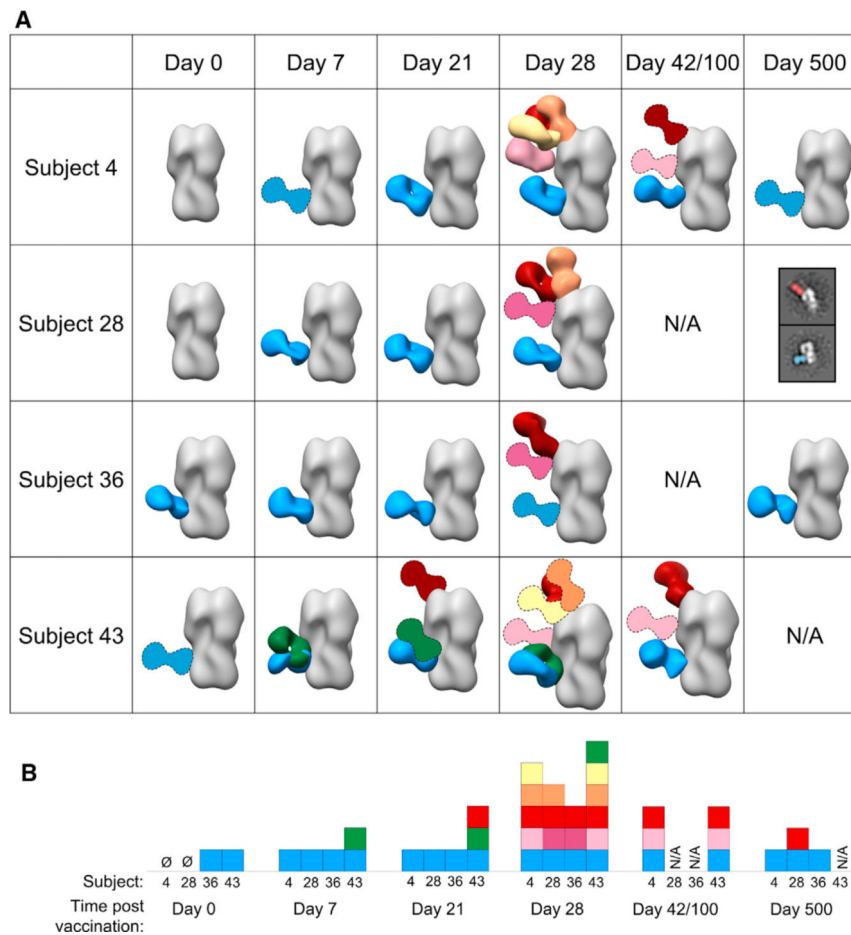 A
Day 0 Day 7 Day 21 Day 28 Day 42/100 Day 500
Subject 4
Subject 28 N/A
Subject 36 N/A
Subject 43 N/A
B
Ø Ø N/A N/A N/A
Subject: 4 28 36 43 4 28 36 43 4 28 36 43 4 28 36 43 4 28 36 43 4 28 36 43
Time post Day 0 Day 7 Day 21 Day 28 Day 42/100 Day 500
vaccination: